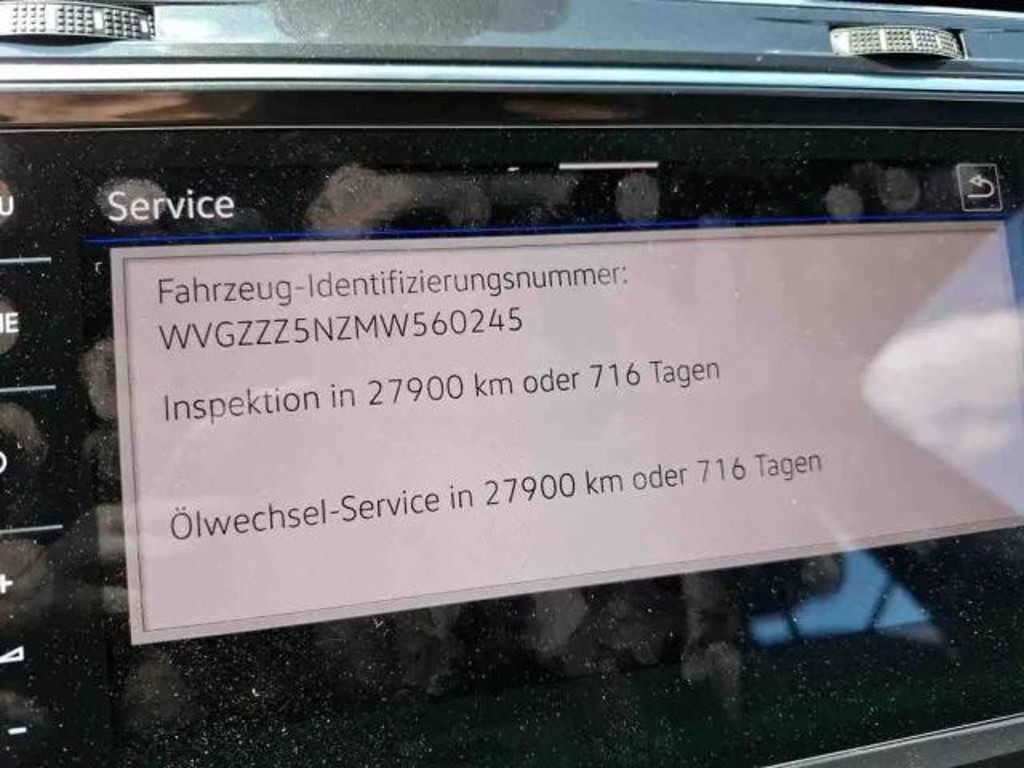 Service
Fahrzeug-Identifizierungsnummer:
WVGZZZ5NZMW560245
Inspektion in 27900 km oder 716 Tagen
Ölwechsel-Service in 27900 km oder 716 Tagen
+
-